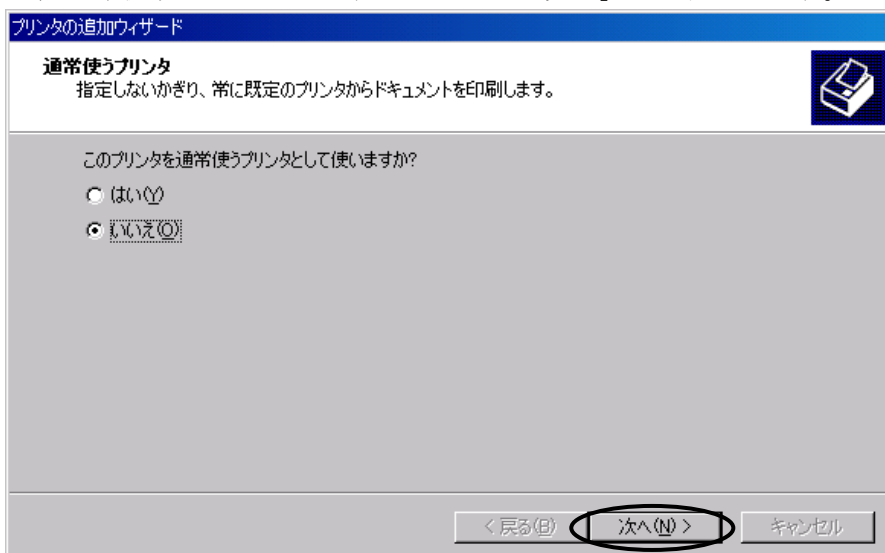 プリンタの追加ウィザード
通常使うプリンタ
指定しないかぎり、常に既定のプリンタからドキュメントを印刷します。
このプリンタを通常使うプリンタとして使いますか?
はい(Y)
いいえ(O)
< 戻る(B) 次へ(N) > キャンセル